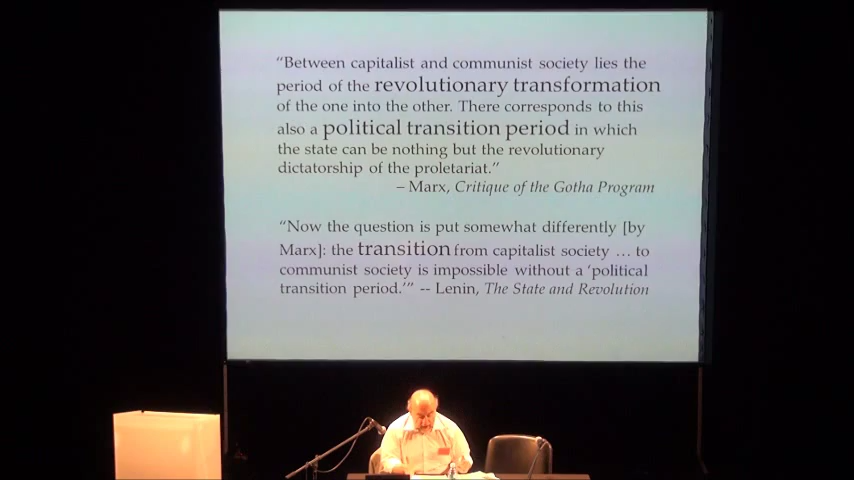 “Between capitalist and communist society lies the
period of the revolutionary transformation
of the one into the other. There corresponds to this
also a political transition period in which
the state can be nothing but the revolutionary
dictatorship of the proletariat.”
– Marx, Critique of the Gotha Program
“Now the question is put somewhat differently [by
Marx]: the transition from capitalist society … to
communist society is impossible without a ‘political
transition period.’” -- Lenin, The State and Revolution